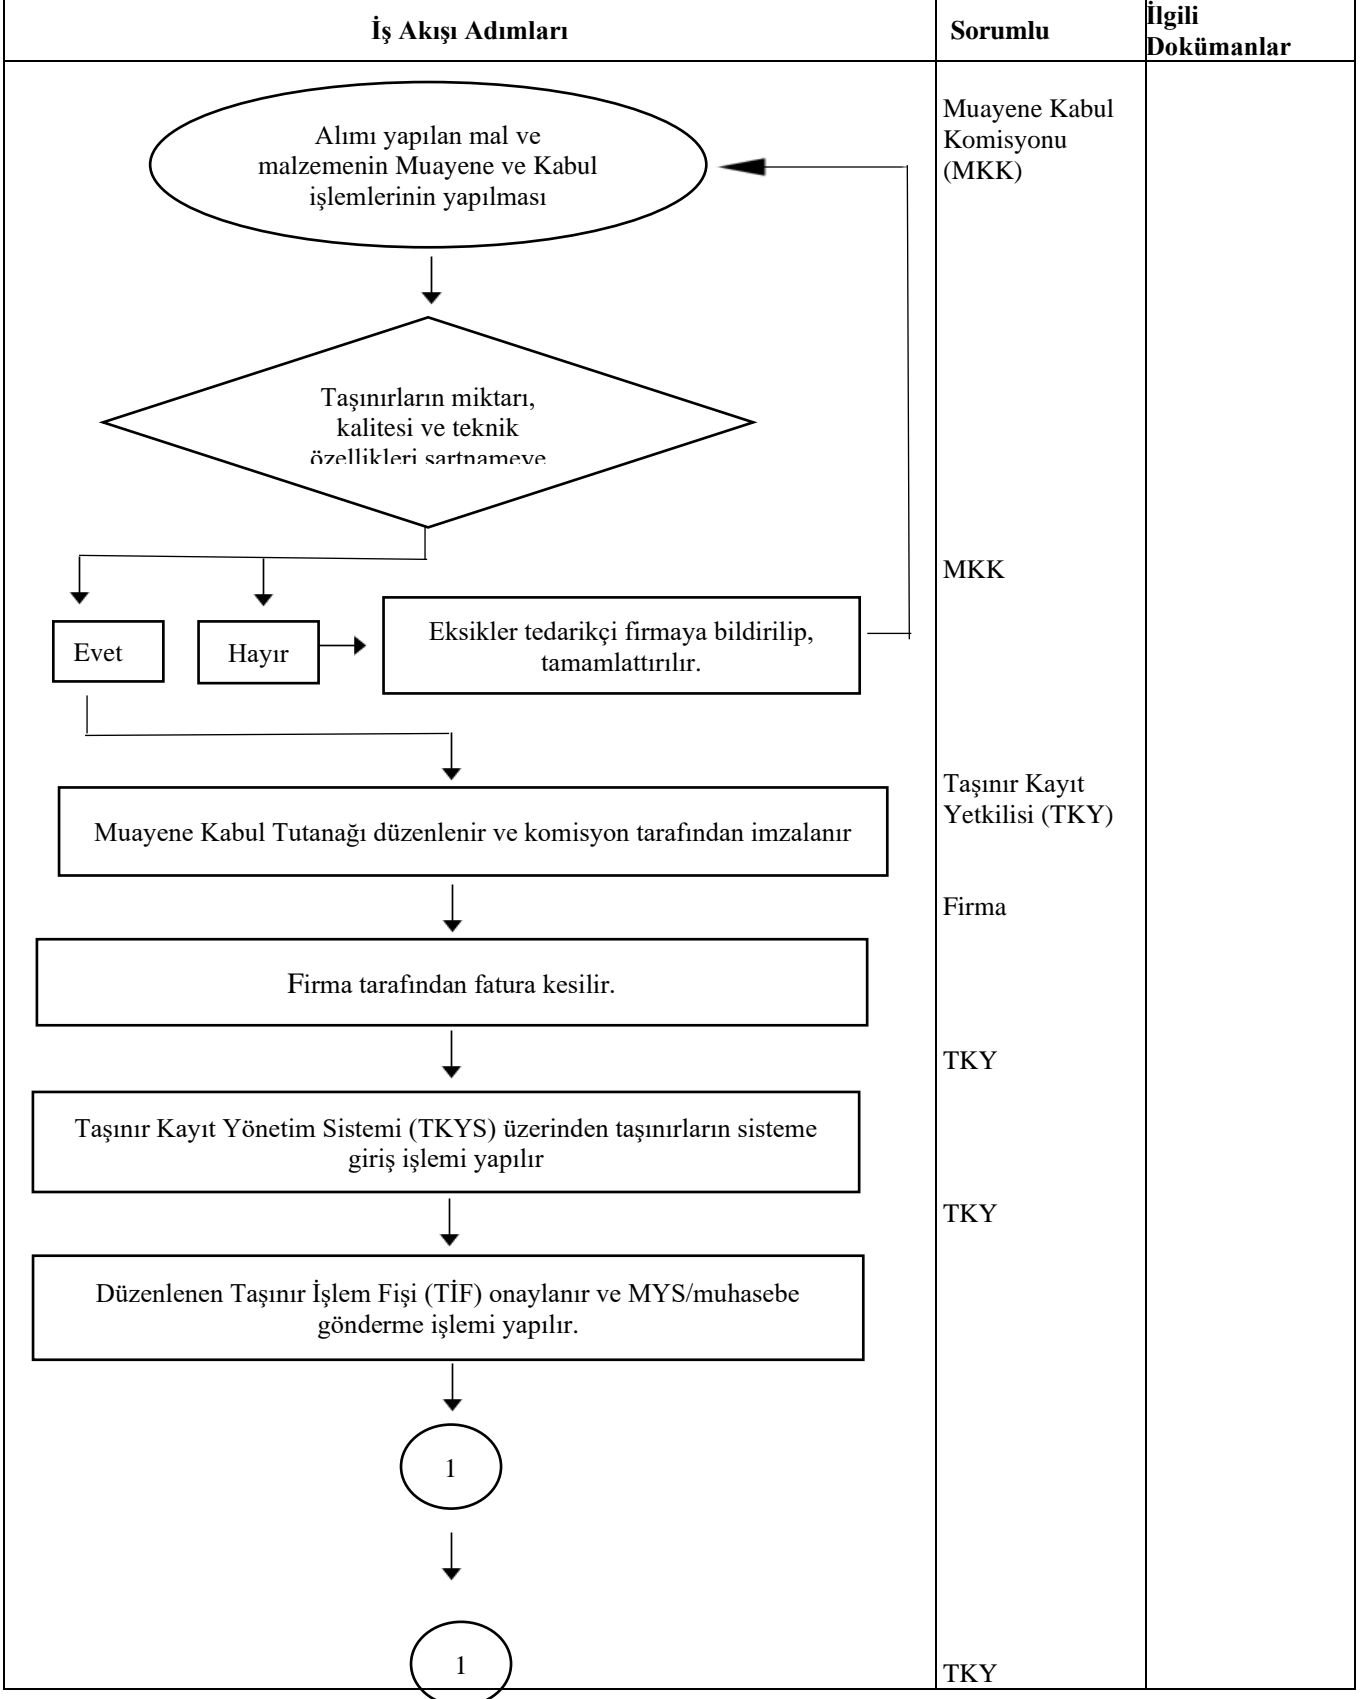 İş Akışı Adımları
Sorumlu
İlgili
Dokümanlar
Alımı yapılan mal ve
malzemenin Muayene ve Kabul
işlemlerinin yapılması
Muayene Kabul
Komisyonu
(MKK)
Taşınırların miktarı,
kalitesi ve teknik
özellikleri şartnameye
MKK
Evet
Hayır
Eksikler tedarikçi firmaya bildirilip,
tamamlattırılır.
Taşınır Kayıt
Yetkilisi (TKY)
Muayene Kabul Tutanağı düzenlenir ve komisyon tarafından imzalanır
Firma
Firma tarafından fatura kesilir.
TKY
Taşınır Kayıt Yönetim Sistemi (TKYS) üzerinden taşınırların sisteme
giriş işlemi yapılır
TKY
Düzenlenen Taşınır İşlem Fişi (TİF) onaylanır ve MYS/muhasebe
gönderme işlemi yapılır.
1
1
TKY